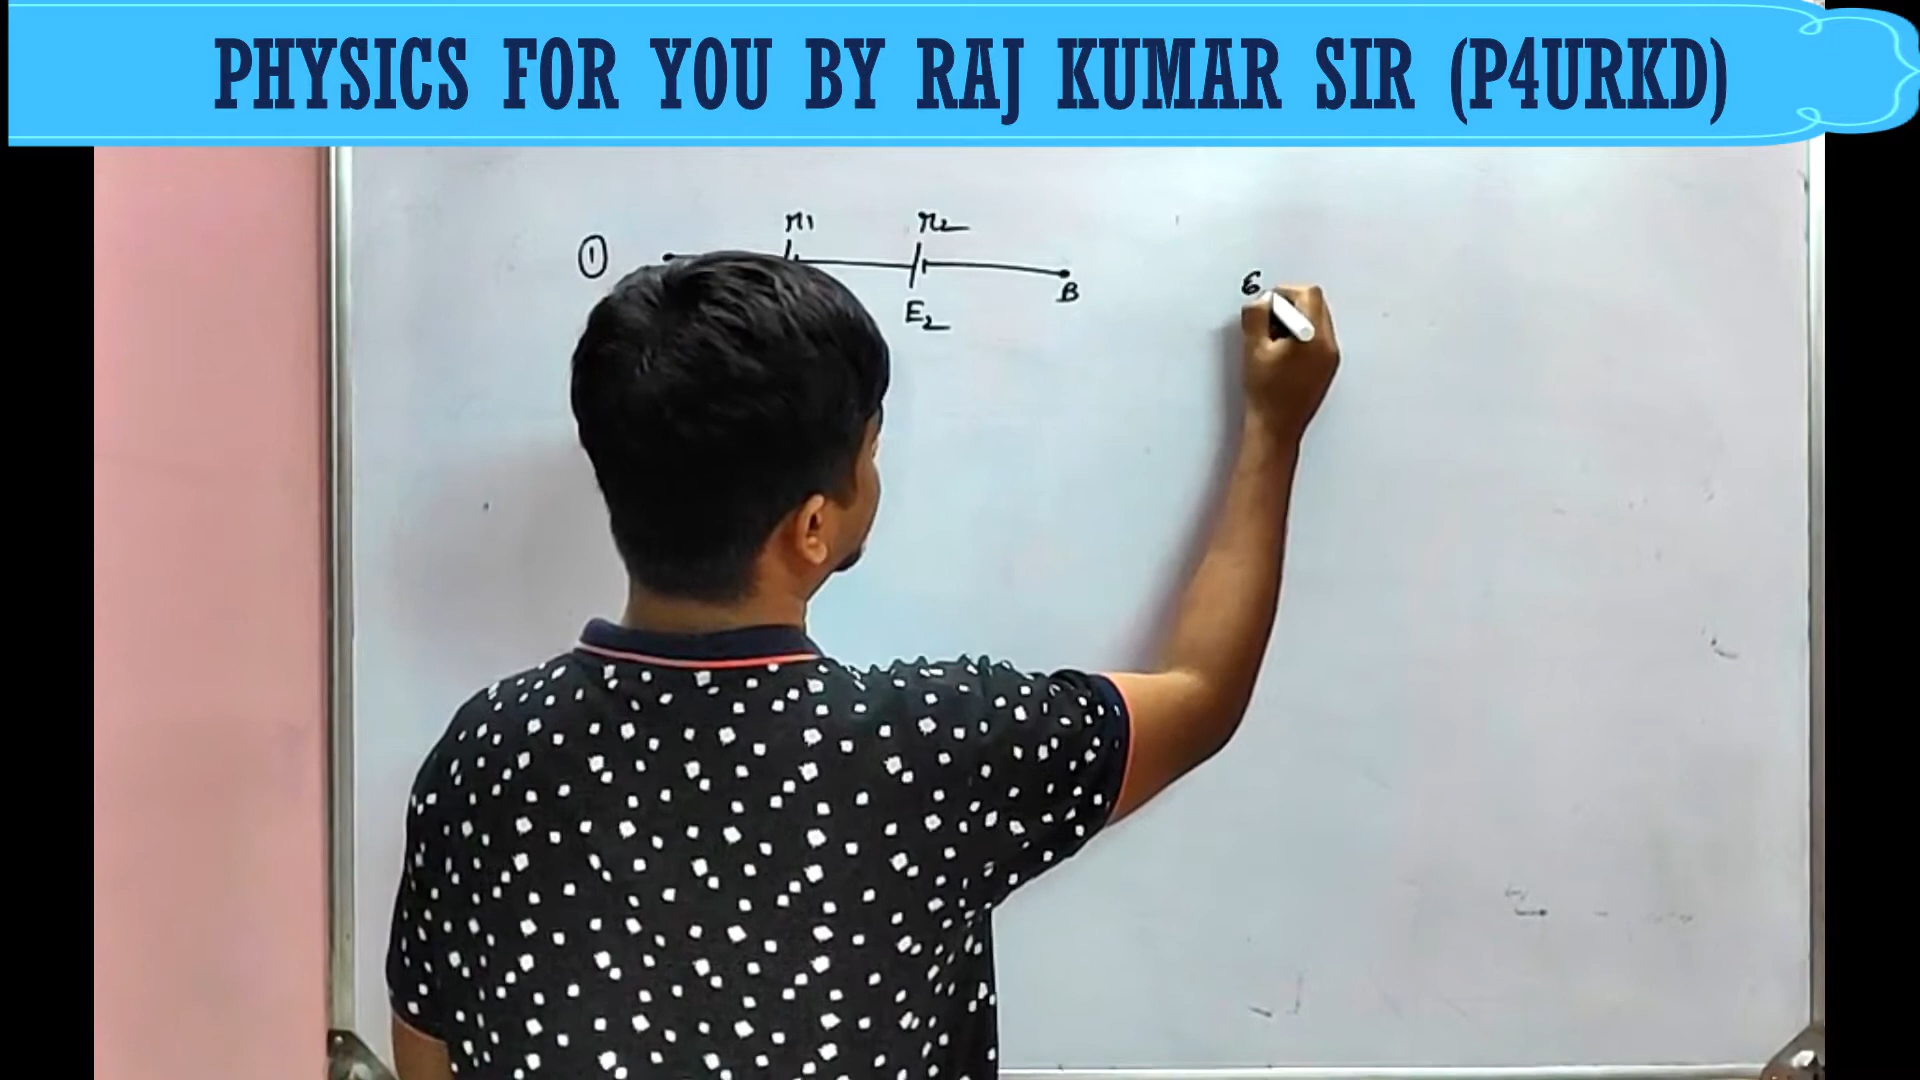 PHYSICS FOR YOU BY RAJ KUMAR SIR (P4URKD)
① r1 r2
E2 B
ε